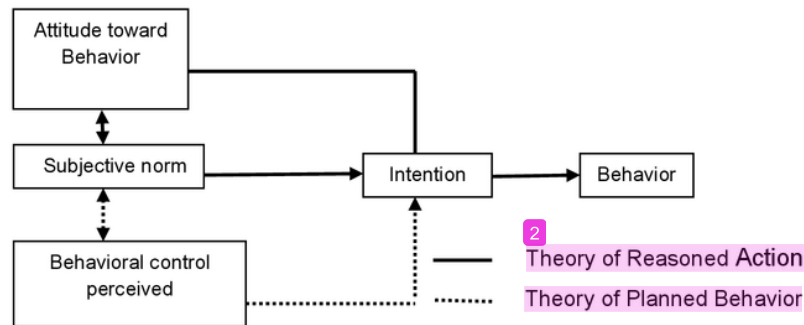 Attitude toward
Behavior
Subjective norm
Intention
Behavior
Behavioral control
perceived
2
Theory of Reasoned Action
Theory of Planned Behavior